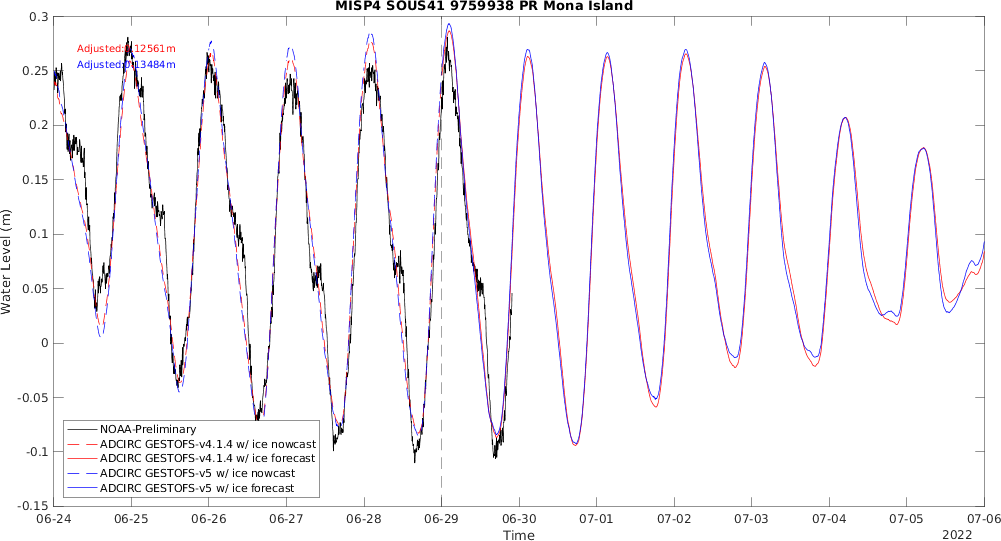 MISP4 SOUS41 9759938 PR Mona Island
Adjusted:0.12561m
Adjusted:0.13484m
Water Level (m)
0.3
0.25
0.2
0.15
0.1
0.05
0
-0.05
-0.1
-0.15
NOAA-Preliminary
ADCIRC GESTOFS-v4.1.4 w/ ice nowcast
ADCIRC GESTOFS-v4.1.4 w/ ice forecast
ADCIRC GESTOFS-v5 w/ ice nowcast
ADCIRC GESTOFS-v5 w/ ice forecast
06-24 06-25 06-26 06-27 06-28 06-29 06-30 07-01 07-02 07-03 07-04 07-05 07-06
Time
2022